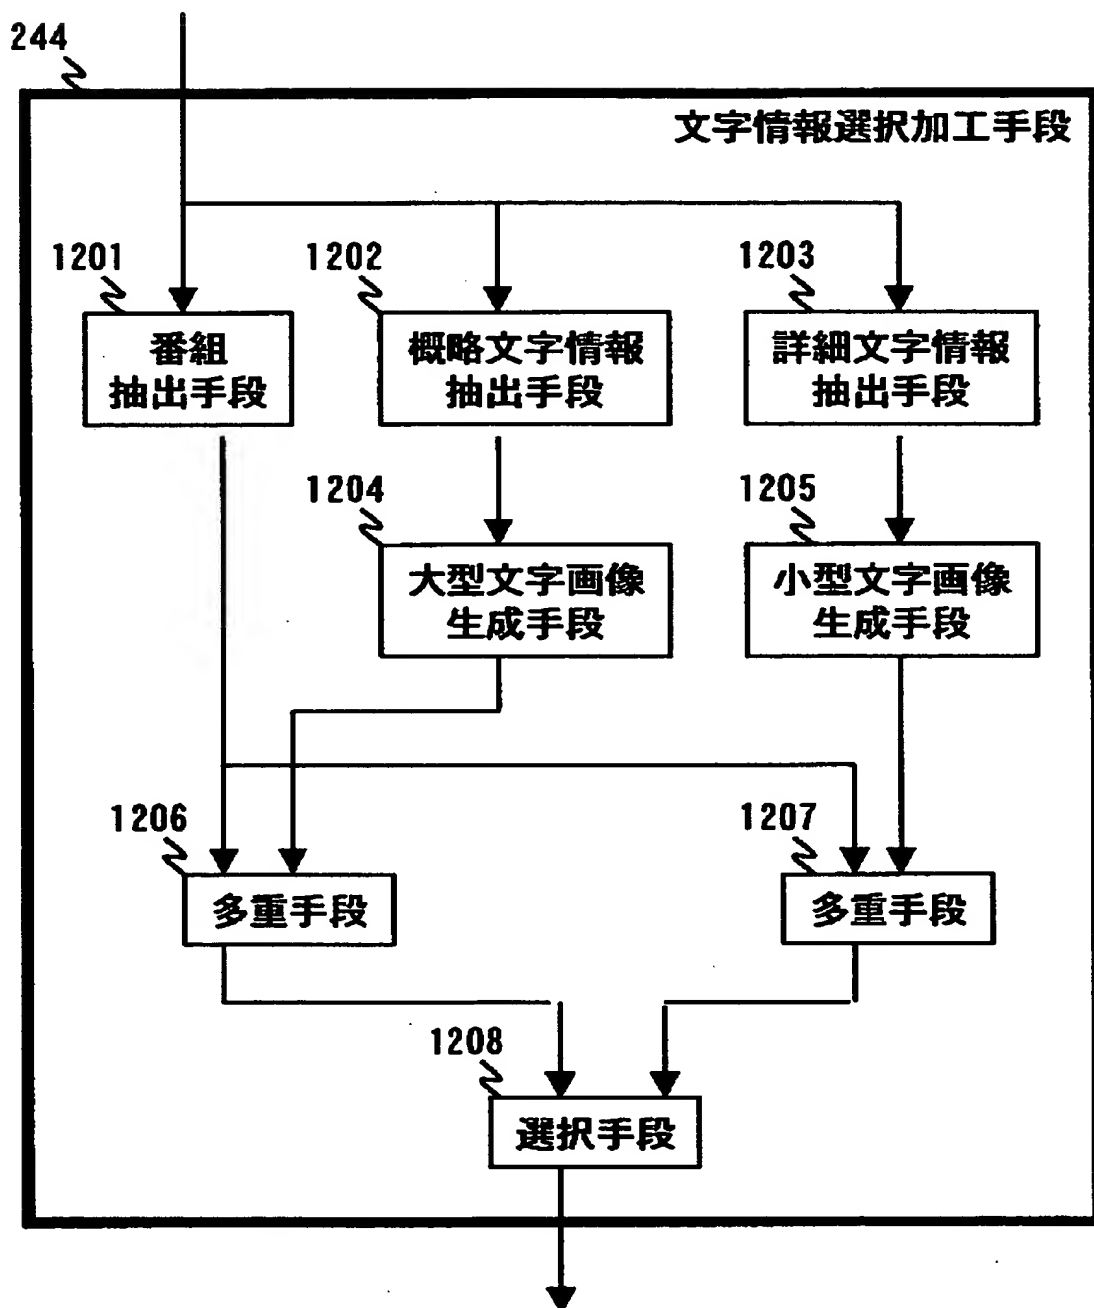 244
文字情報選択加工手段
1201
1202
1203
番組
抽出手段
概略文字情報
抽出手段
詳細文字情報
抽出手段
1204
1205
大型文字画像
生成手段
小型文字画像
生成手段
1206
1207
多重手段
多重手段
1208
選択手段